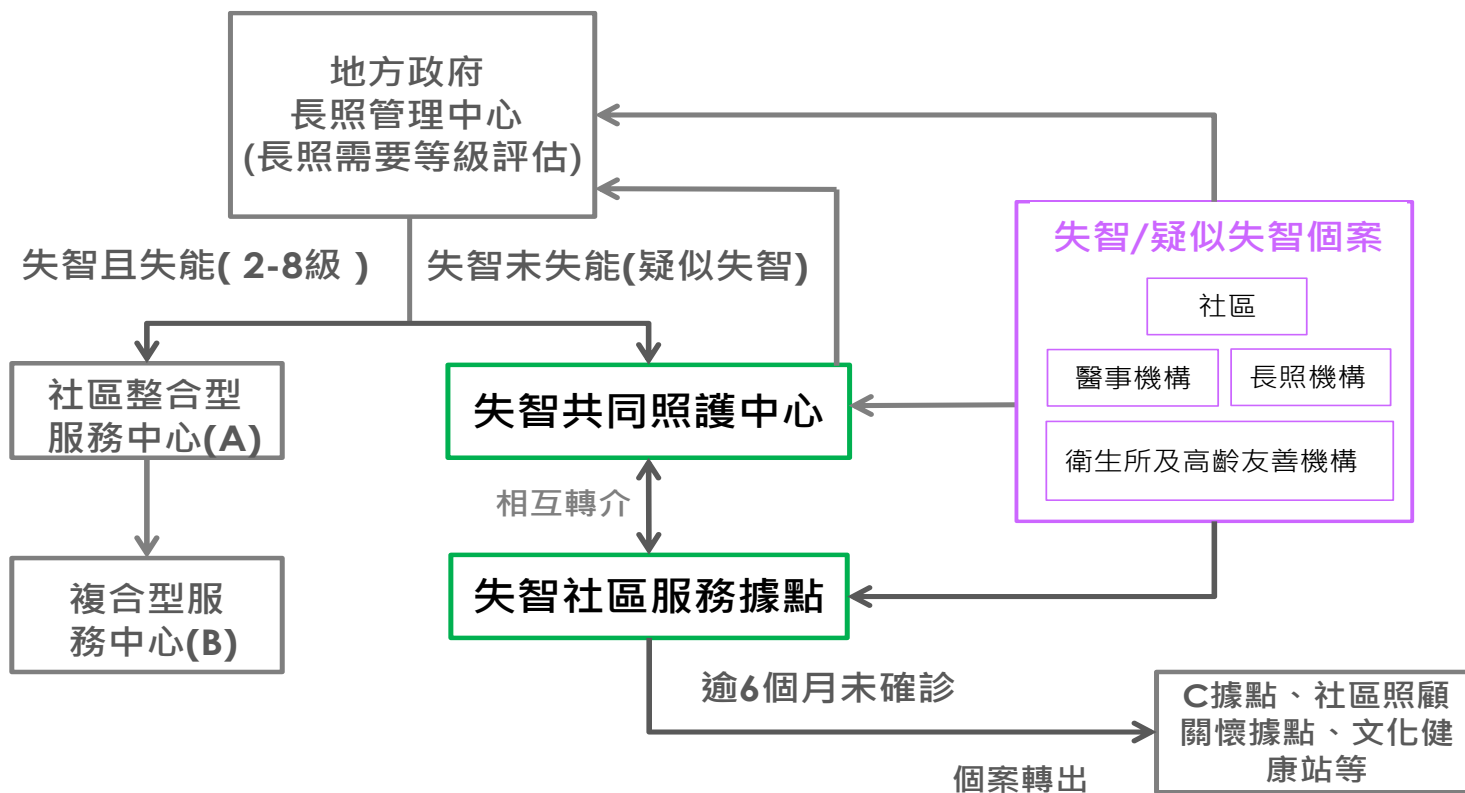 地方政府
長照管理中心
(長照需要等級評估)
失智/疑似失智個案
社區
醫事機構
長照機構
衛生所及高齡友善機構
失智且失能( 2-8級 )
失智未失能(疑似失智)
社區整合型
服務中心(A)
失智共同照護中心
相互轉介
複合型服
務中心(B)
失智社區服務據點
逾6個月未確診
個案轉出
C據點、社區照顧
關懷據點、文化健
康站等